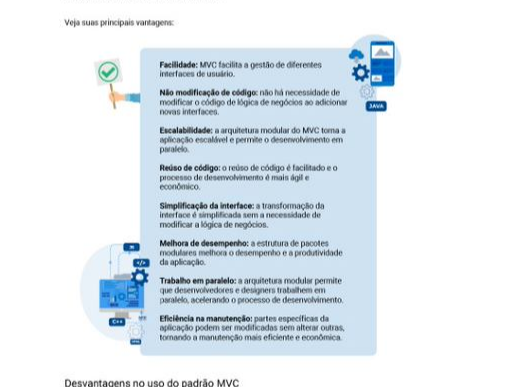 Veja suas principais vantagens:
Facilidade: MVC facilita a gestão de diferentes
interfaces de usuário.
Não modificação de código: não há necessidade de
modificar o código de lógica de negócios ao adicionar
novas interfaces.
Escalabilidade: a arquitetura modular do MVC torna a
aplicação escalável e permite o desenvolvimento em
paralelo.
Reúso de código: o reúso de código é facilitado e o
processo de desenvolvimento é mais ágil e
econômico.
Simplificação da interface: a transformação da
interface é simplificada sem a necessidade de
modificar a lógica de negócios.
Melhora de desempenho: a estrutura de pacotes
modulares melhora o desempenho e a produtividade
da aplicação.
Trabalho em paralelo: a arquitetura modular permite
que desenvolvedores e designers trabalhem em
paralelo, acelerando o processo de desenvolvimento.
Eficiência na manutenção: partes específicas da
aplicação podem ser modificadas sem alterar outras,
tornando a manutenção mais eficiente e econômica.
JAVA
</>
C++
Desvantagens no uso do padrão MVC